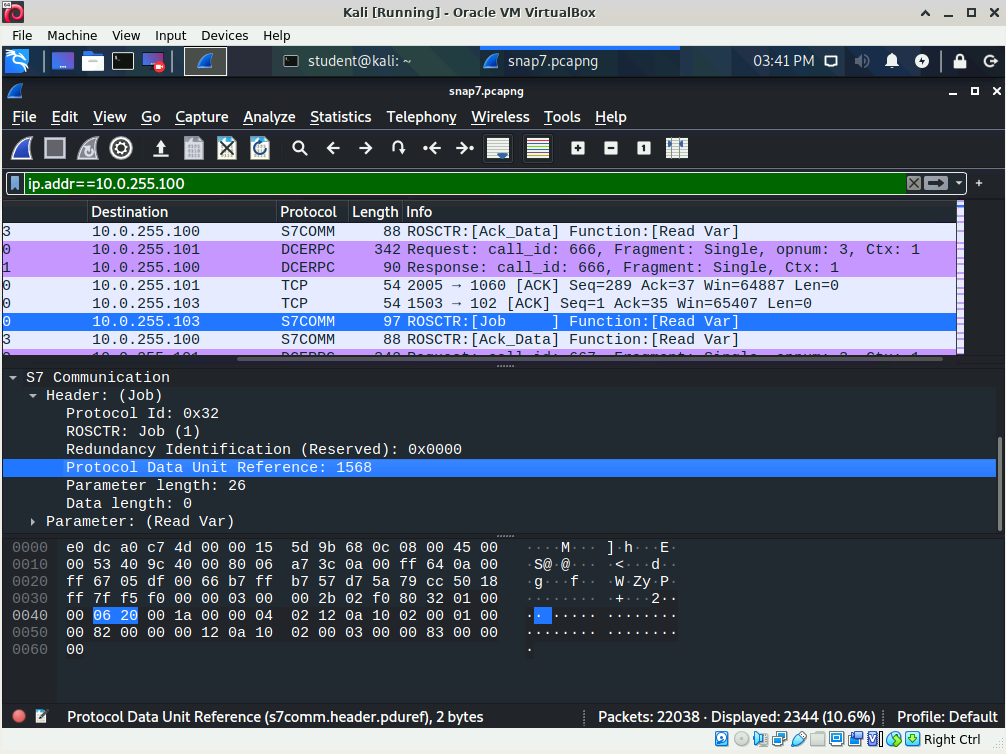 Kali [Running] - Oracle VM VirtualBox
File Machine View Input Devices Help
student@kali: ~ snap7.pcapng 03:41 PM
snap7.pcapng
File Edit View Go Capture Analyze Statistics Telephony Wireless Tools Help
ip.addr==10.0.255.100
Destination Protocol Length Info
3 10.0.255.100 S7COMM 88 ROSCTR:[Ack_Data] Function:[Read Var]
0 10.0.255.101 DCERPC 342 Request: call_id: 666, Fragment: Single, opnum: 3, Ctx: 1
1 10.0.255.100 DCERPC 90 Response: call_id: 666, Fragment: Single, Ctx: 1
0 10.0.255.101 TCP 54 2005 → 1060 [ACK] Seq=289 Ack=37 Win=64887 Len=0
0 10.0.255.103 TCP 54 1503 → 102 [ACK] Seq=1 Ack=35 Win=65407 Len=0
0 10.0.255.103 S7COMM 97 ROSCTR:[Job     ] Function:[Read Var]
3 10.0.255.100 S7COMM 88 ROSCTR:[Ack_Data] Function:[Read Var]
S7 Communication
Header: (Job)
Protocol Id: 0x32
ROSCTR: Job (1)
Redundancy Identification (Reserved): 0x0000
Protocol Data Unit Reference: 1568
Parameter length: 26
Data length: 0
Parameter: (Read Var)
0000 e0 dc a0 c7 4d 00 00 15 5d 9b 68 0c 08 00 45 00 ····M··· ]·h···E·
0010 00 53 40 9c 40 00 80 06 a7 3c 0a 00 ff 64 0a 00 ·S@·@··· ·<···d··
0020 ff 67 05 df 00 66 b7 ff b7 57 d7 5a 79 cc 50 18 ·g···f·· ·W·Zy·P·
0030 ff 7f f5 f0 00 00 03 00 00 2b 02 f0 80 32 01 00 ········ ·+···2··
0040 00 06 20 00 1a 00 00 04 02 12 0a 10 02 00 01 00 ·· ····· ········
0050 00 82 00 00 00 12 0a 10 02 00 03 00 00 83 00 00 ········ ········
0060 00 ·
Protocol Data Unit Reference (s7comm.header.pduref), 2 bytes Packets: 22038 · Displayed: 2344 (10.6%) Profile: Default
Right Ctrl